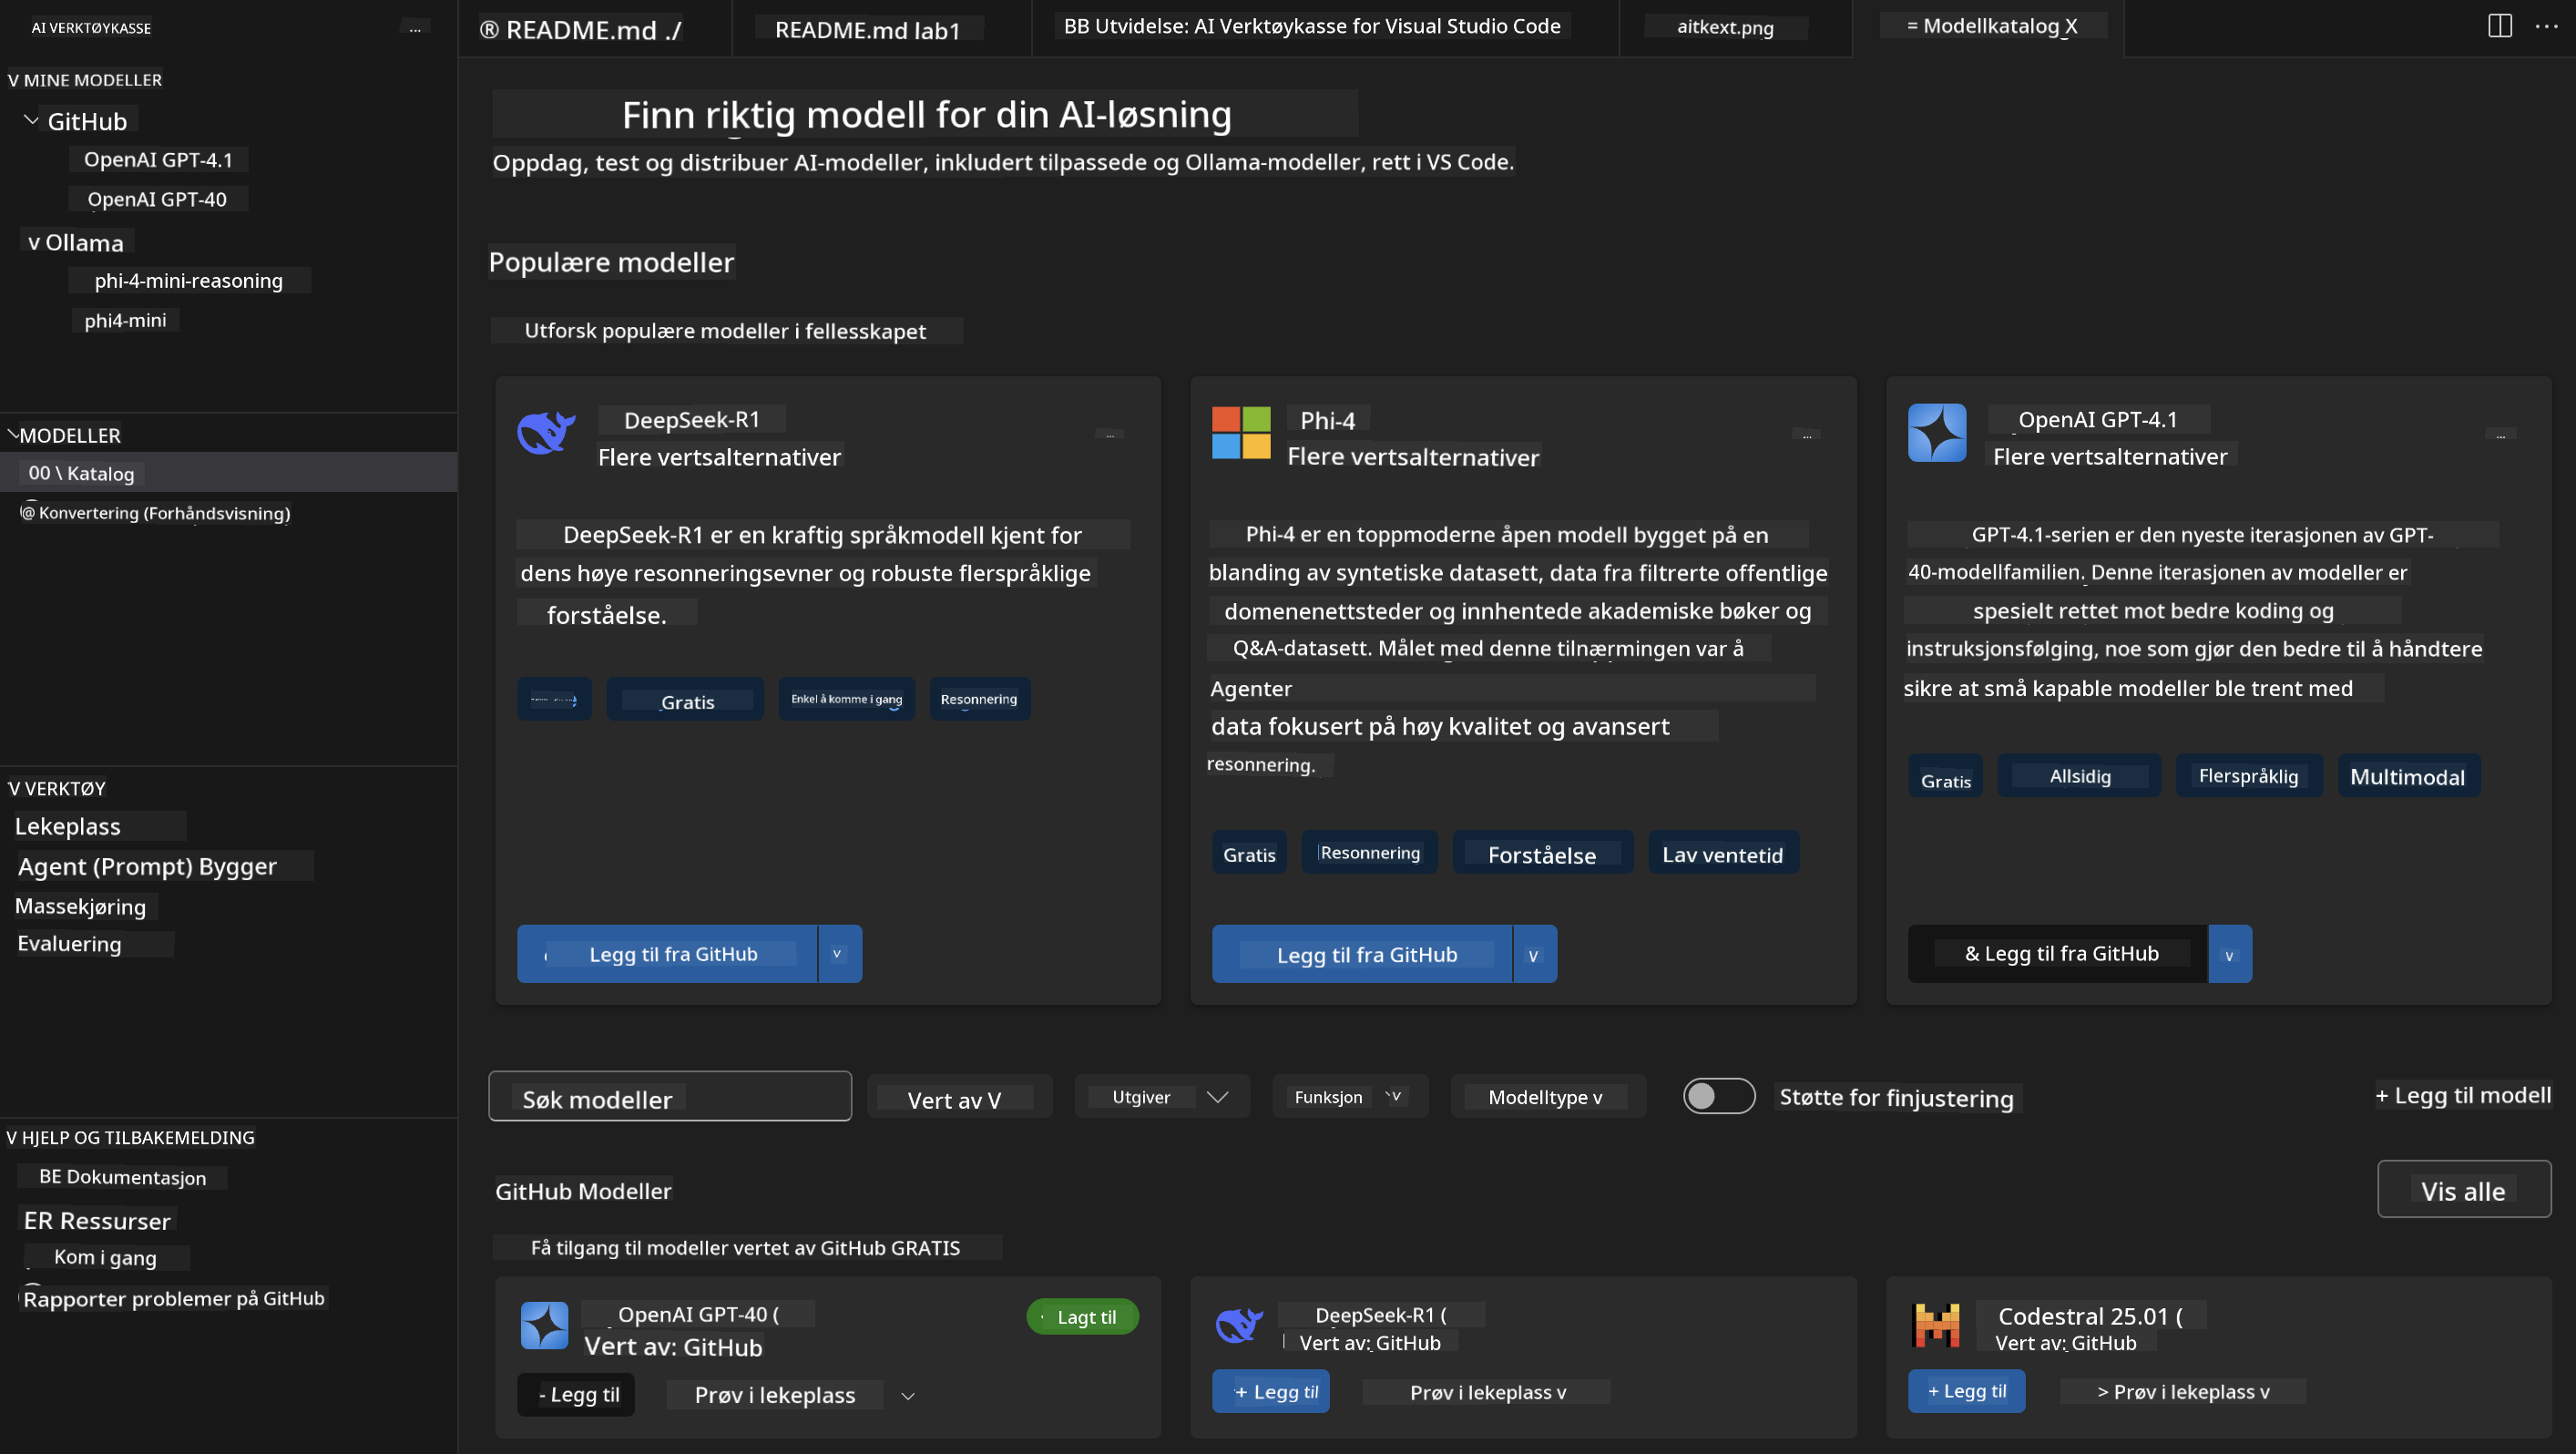 AI VERKTØYKASSE
...
V MINE MODELLER
GitHub
OpenAI GPT-4.1
OpenAI GPT-40
v Ollama
phi-4-mini-reasoning
phi4-mini
MODELLER
00 \ Katalog
@ Konvertering (Forhåndsvisning)
V VERKTØY
Lekeplass
Agent (Prompt) Bygger
Massekjøring
Evaluering
V HJELP OG TILBAKEMELDING
BE Dokumentasjon
ER Ressurser
Kom i gang
Rapporter problemer på GitHub
® README.md ./
README.md lab1
BB Utvidelse: AI Verktøykasse for Visual Studio Code
aitkext.png
= Modellkatalog X
Finn riktig modell for din AI-løsning
Oppdag, test og distribuer AI-modeller, inkludert tilpassede og Ollama-modeller, rett i VS Code.
Populære modeller
Utforsk populære modeller i fellesskapet
DeepSeek-R1
...
Flere vertsalternativer
DeepSeek-R1 er en kraftig språkmodell kjent for
dens høye resonneringsevner og robuste flerspråklige
forståelse.
Gratis
Enkel å komme i gang
Resonnering
Legg til fra GitHub v
Phi-4
...
Flere vertsalternativer
Phi-4 er en toppmoderne åpen modell bygget på en
blanding av syntetiske datasett, data fra filtrerte offentlige
domenenettsteder og innhentede akademiske bøker og
Q&A-datasett. Målet med denne tilnærmingen var å
Agenter
data fokusert på høy kvalitet og avansert
resonnering.
Gratis
Resonnering
Forståelse
Lav ventetid
Legg til fra GitHub v
OpenAI GPT-4.1
...
Flere vertsalternativer
GPT-4.1-serien er den nyeste iterasjonen av GPT-
40-modellfamilien. Denne iterasjonen av modeller er
spesielt rettet mot bedre koding og
instruksjonsfølging, noe som gjør den bedre til å håndtere
sikre at små kapable modeller ble trent med
Gratis
Allsidig
Flerspråklig
Multimodal
& Legg til fra GitHub v
Søk modeller
Vert av V
Utgiver
Funksjon v
Modelltype v
Støtte for finjustering
+ Legg til modell
GitHub Modeller
Vis alle
Få tilgang til modeller vertet av GitHub GRATIS
OpenAI GPT-40 (
Lagt til
Vert av: GitHub
- Legg til
Prøv i lekeplass
DeepSeek-R1 (
Vert av: GitHub
+ Legg til
Prøv i lekeplass v
Codestral 25.01 (
Vert av: GitHub
+ Legg til
> Prøv i lekeplass v